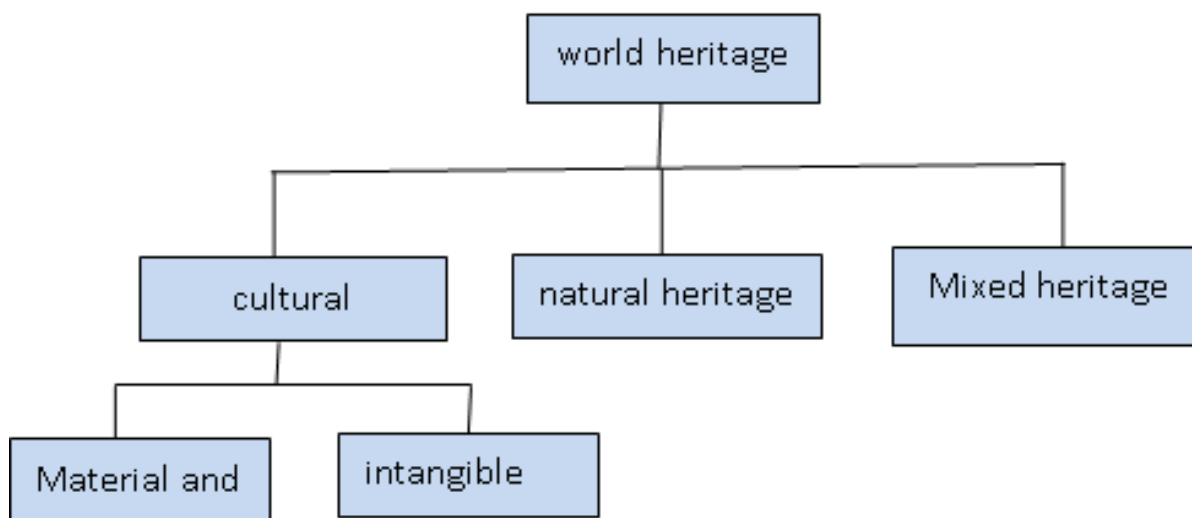 world heritage
cultural
natural heritage
Mixed heritage
Material and
intangible